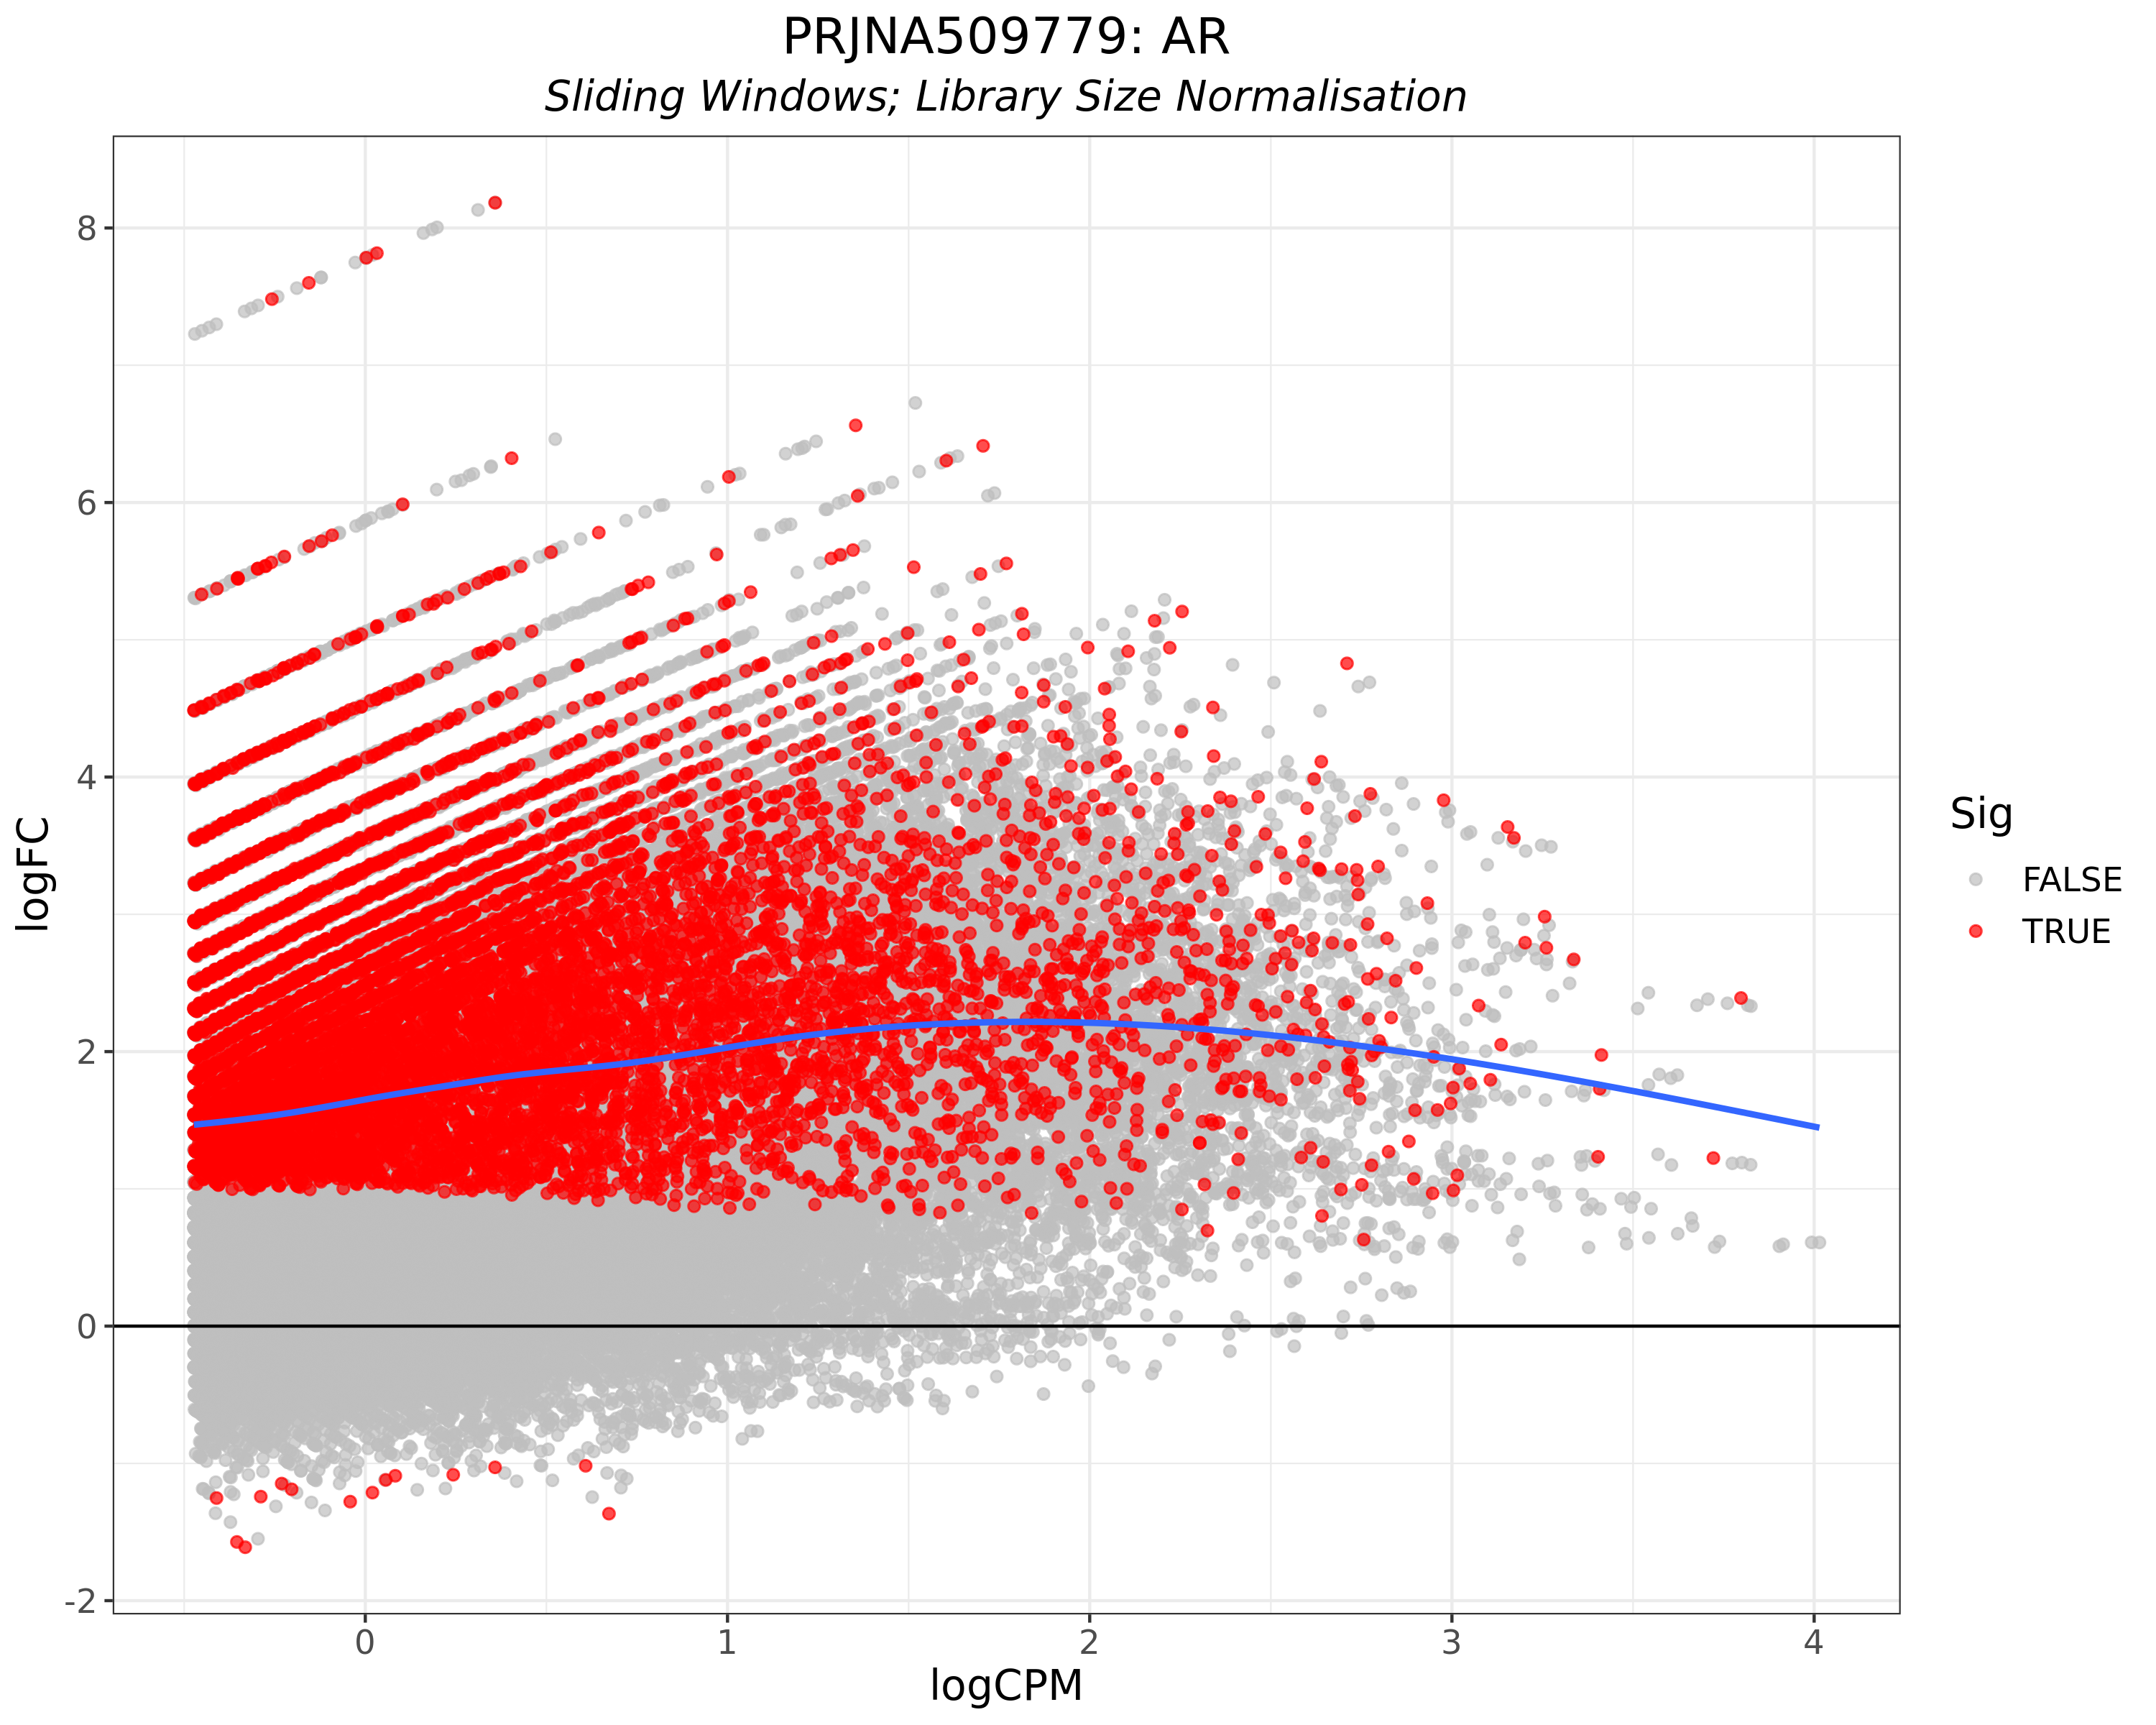 PRJNA509779: AR
Sliding Windows; Library Size Normalisation
8
6
4
2
0
-2
logFC
0 1 2 3 4
logCPM
Sig
FALSE
TRUE